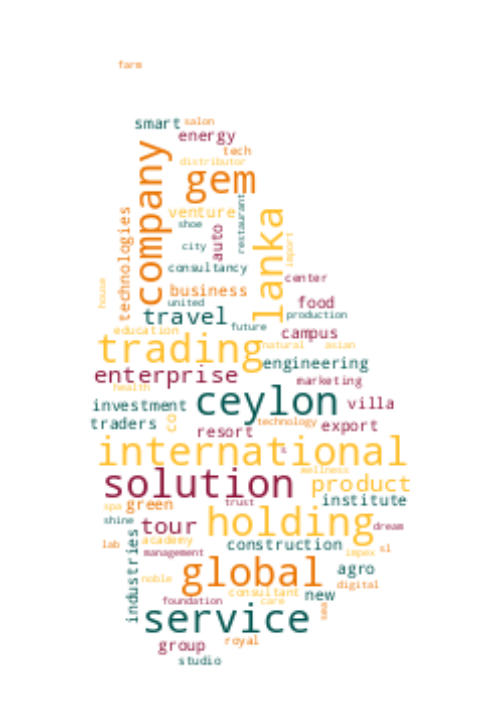 farm
smart salon
energy
tech
distributor
company
gem
venture
restaurant
technologies
shoe
auto
lanka
import
city
consultancy
center
house
business
united
food
travel
production
education
future
campus
trading
natural asian
engineering
enterprise
marketing
health
investment
ceylon
villa
traders
co
technology
resort
export
international
s
wellness
solution
product
spa
green
trust
institute
shine
tour
holding
dream
lab
academy
construction
sl
industries
management
impex
global
agro
noble
digital
consultant
new
foundation
care
service
sea
group
royal
studio